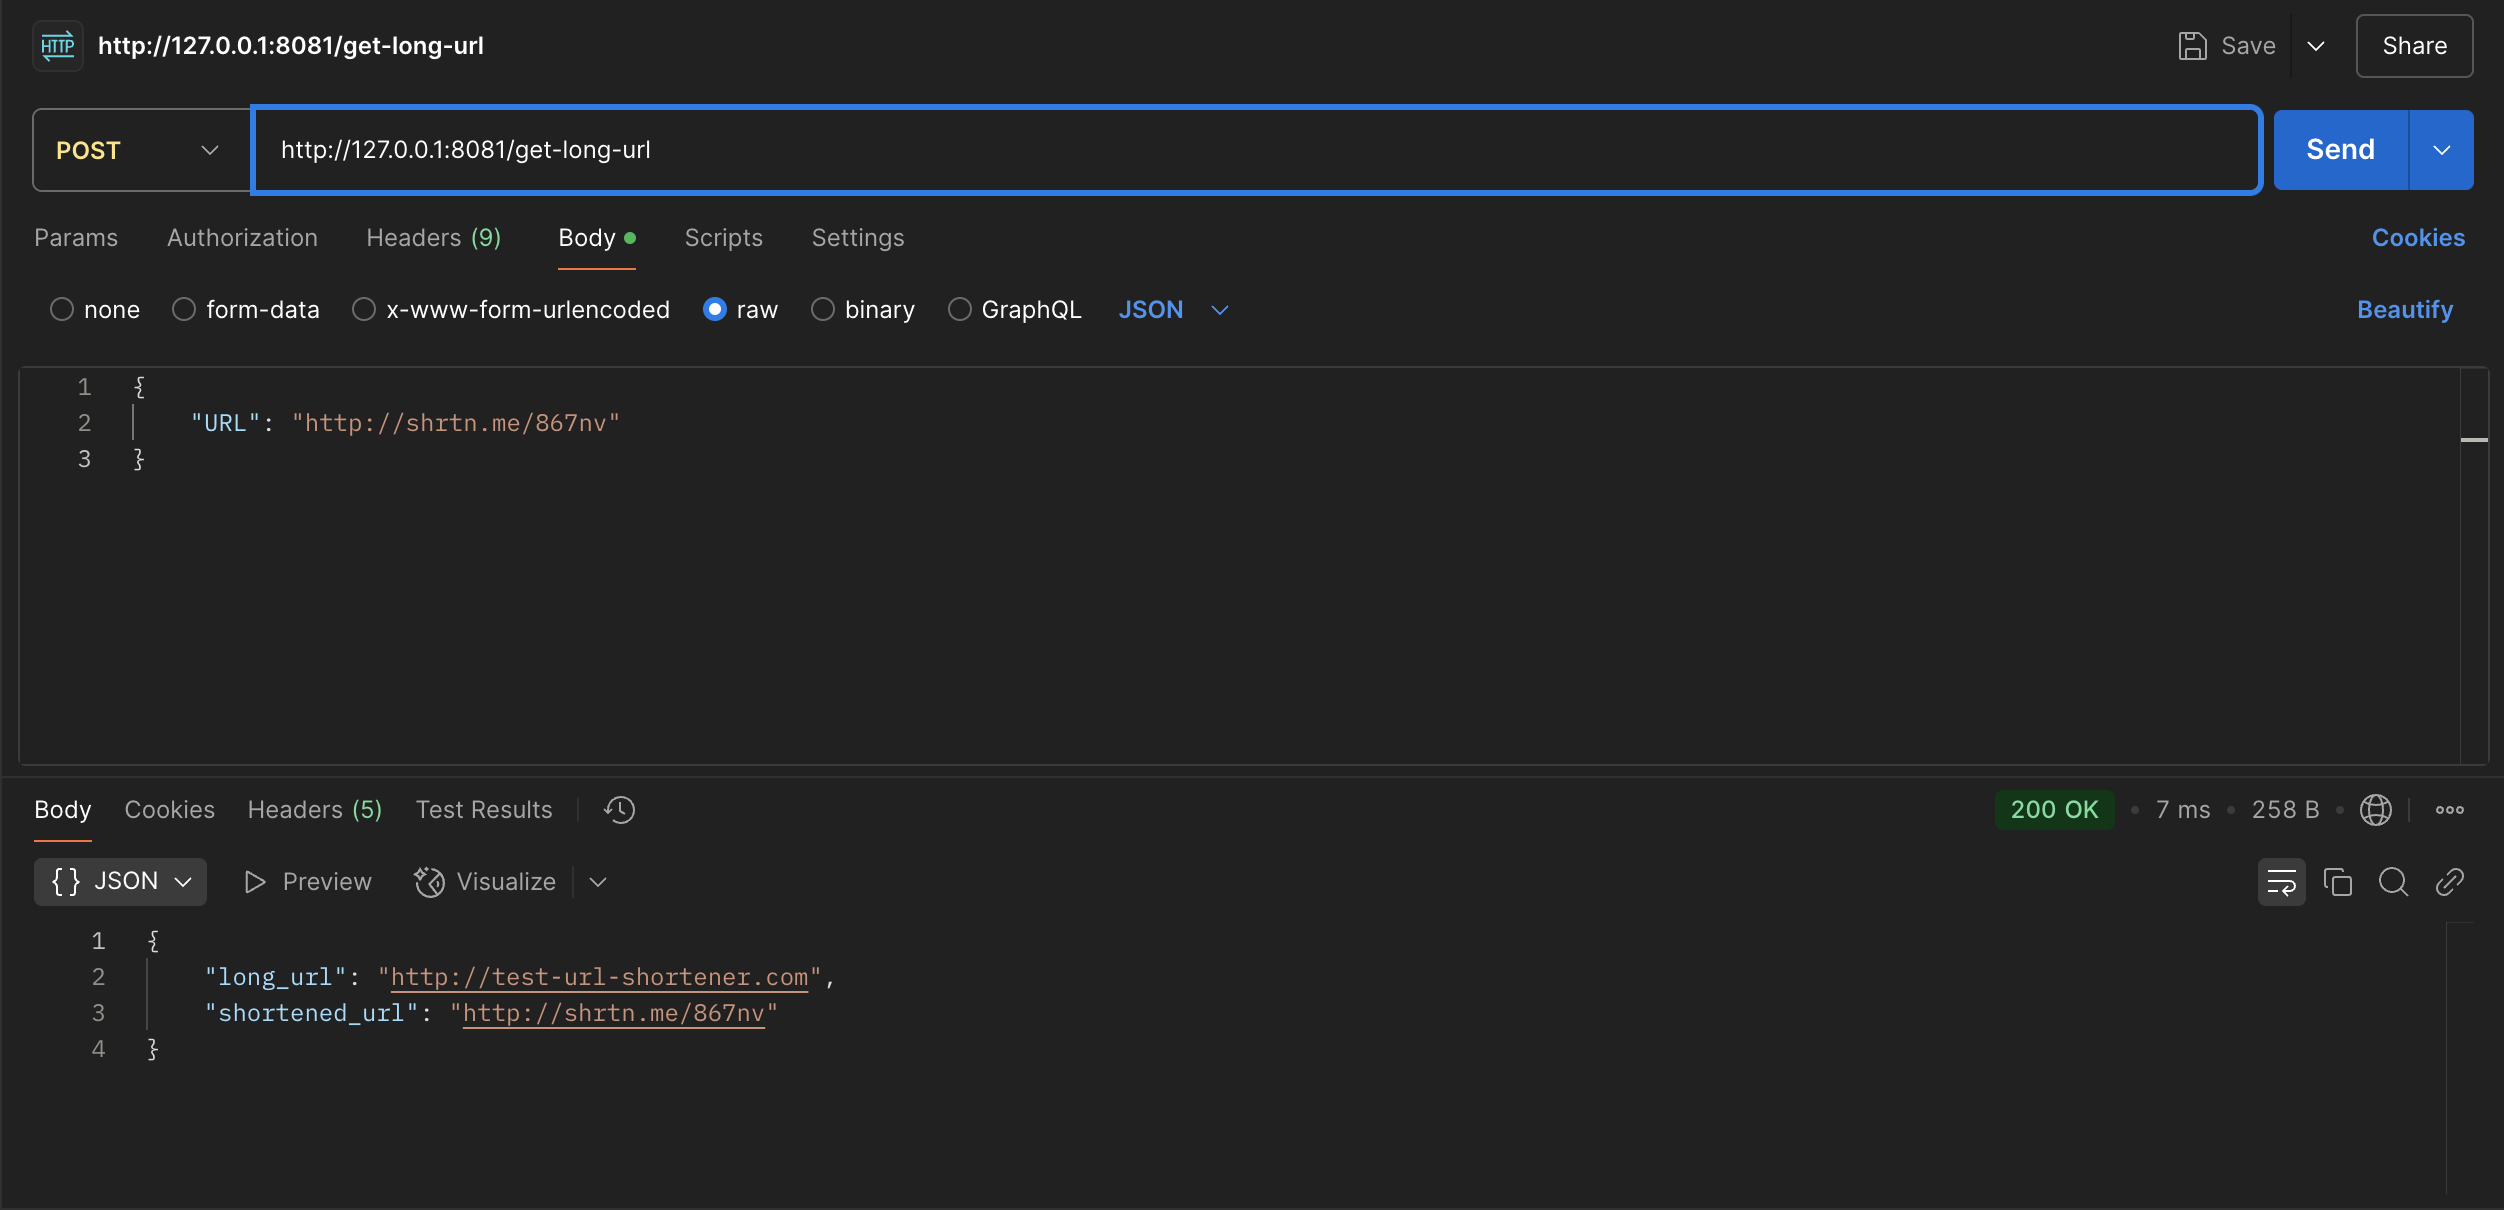 HTTP http://127.0.0.1:8081/get-long-url Save Share
POST http://127.0.0.1:8081/get-long-url Send
Params Authorization Headers (9) Body Scripts Settings Cookies
none form-data x-www-form-urlencoded raw binary GraphQL JSON Beautify
1 {
2 "URL": "http://shrtn.me/867nv"
3 }
Body Cookies Headers (5) Test Results 200 OK • 7 ms • 258 B •
{} JSON Preview Visualize
1 {
2 "long_url": "http://test-url-shortener.com",
3 "shortened_url": "http://shrtn.me/867nv"
4 }